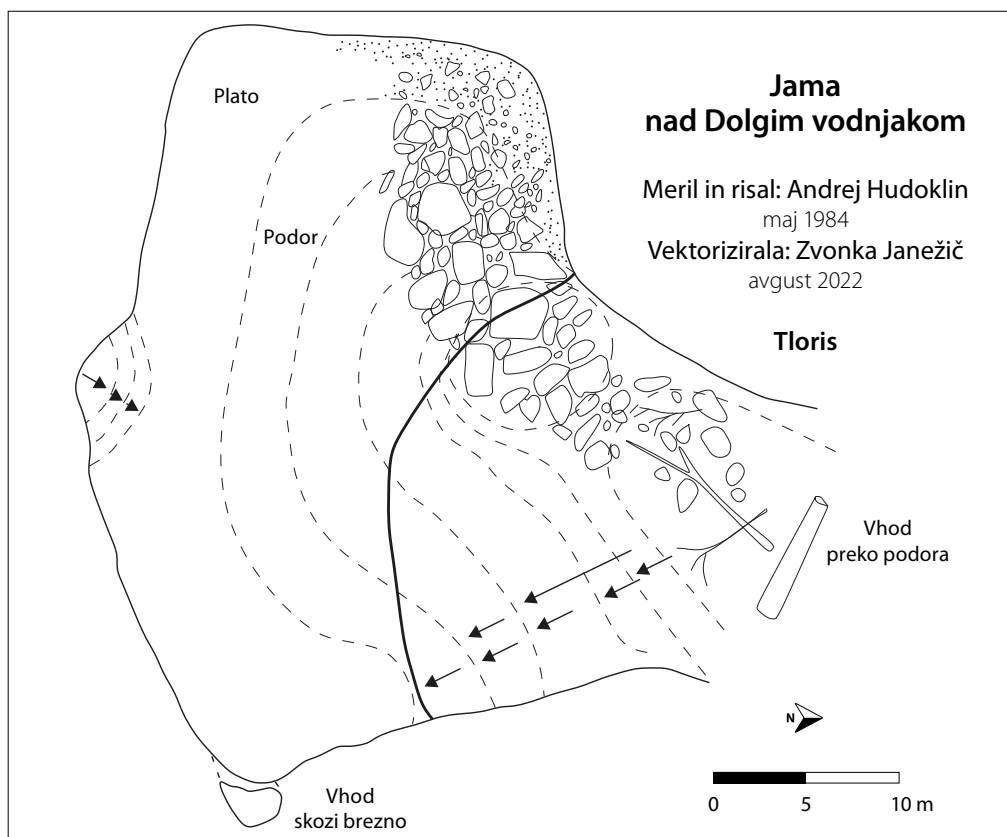 Jama
nad Dolgim vodnjakom
Meril in risal: Andrej Hudoklin
maj 1984
Vektorizirala: Zvonka Janežič
avgust 2022
Tloris
Plato
Podor
Vhod
preko podora
Vhod
skozi brezno
N
0 5 10 m